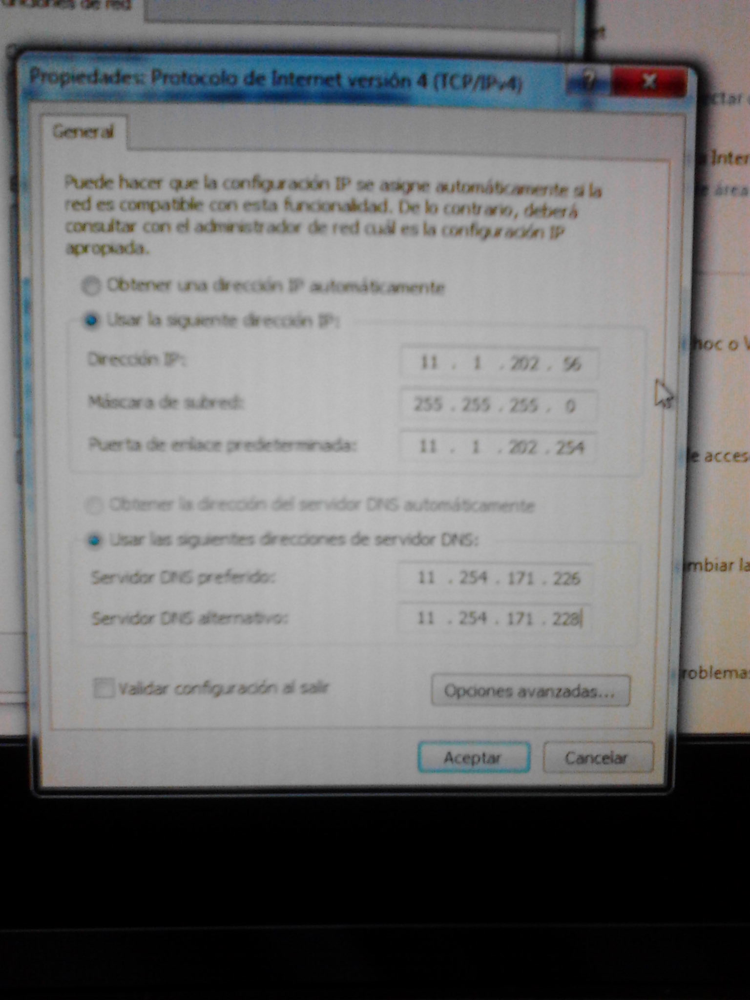 de red
Propiedades: Protocolo de Internet versión 4 (TCP/IPv4)
General
Puede hacer que la configuración IP se asigne automáticamente si la
red es compatible con esta funcionalidad. De lo contrario, deberá
consultar con el administrador de red cuál es la configuración IP
apropiada.
Obtener una dirección IP automáticamente
Usar la siguiente dirección IP:
Dirección IP: 11 . 1 . 202 . 56
Máscara de subred: 255 . 255 . 255 . 0
Puerta de enlace predeterminada: 11 . 1 . 202 . 254
Obtener la dirección del servidor DNS automáticamente
Usar las siguientes direcciones de servidor DNS:
Servidor DNS preferido: 11 . 254 . 171 . 226
Servidor DNS alternativo: 11 . 254 . 171 . 228
Validar configuración al salir
Opciones avanzadas...
Aceptar
Cancelar
ctar
Inter
área
hoc o V
e acces
mbiar la
roblemas